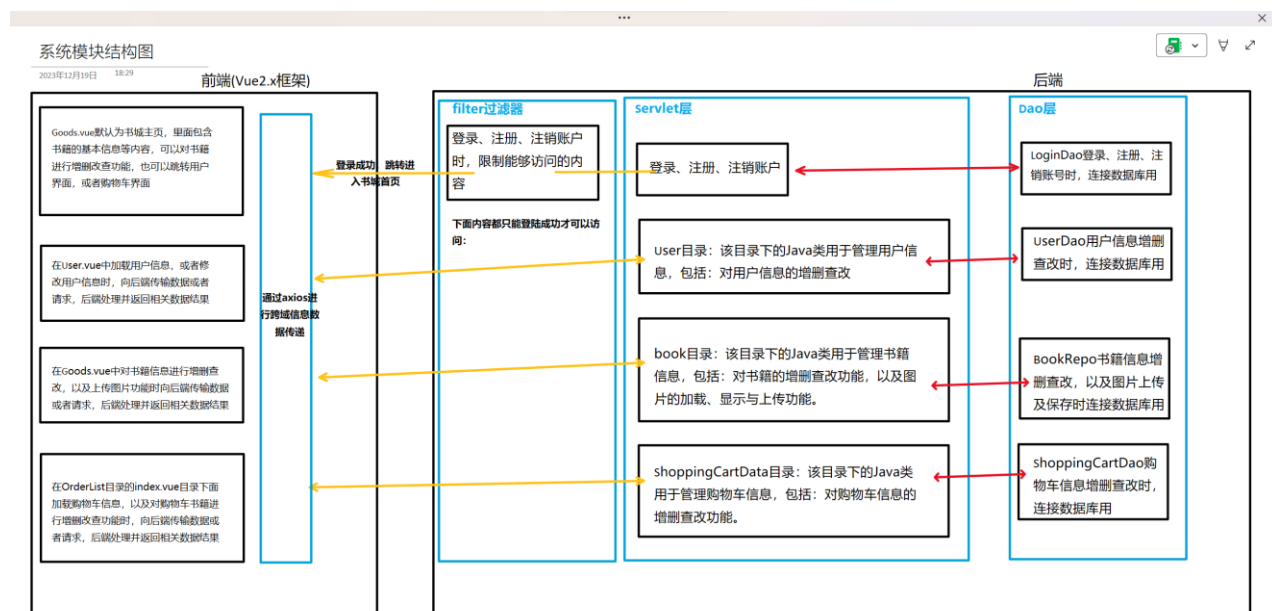 系统模块结构图
2023年12月19日 18:29
前端(Vue2.x框架)
后端
Goods.vue默认为书城主页，里面包含
书籍的基本信息等内容，可以对书籍
进行增删改查功能，也可以跳转用户
界面，或者购物车界面
在User.vue中加载用户信息，或者修
改用户信息时，向后端传输数据或者
请求，后端处理并返回相关数据结果
在Goods.vue中对书籍信息进行增删查
改，以及上传图片功能时向后端传输数据
或者请求，后端处理并返回相关数据结果
在OrderList目录的index.vue目录下面
加载购物车信息，以及对购物车书籍进
行增删改查功能时，向后端传输数据或
者请求，后端处理并返回相关数据结果
通过axios进
行跨域信息数
据传递
登录成功，跳转进
入书城首页
filter过滤器
登录、注册、注销账户
时，限制能够访问的内
容
下面内容都只能登陆成功才可以访
问：
Servlet层
登录、注册、注销账户
User目录：该目录下的Java类用于管理用户信
息，包括：对用户信息的增删查改
book目录：该目录下的Java类用于管理书籍
信息，包括：对书籍的增删查改功能，以及图
片的加载、显示与上传功能。
ShoppingCartData目录：该目录下的Java类
用于管理购物车信息，包括：对购物车信息的
增删查改功能。
Dao层
LoginDao登录、注册、注
销账号时，连接数据库用
UserDao用户信息增删
查改时，连接数据库用
BookRepo书籍信息增
删查改，以及图片上传
及保存时连接数据库用
ShoppingCartDao购
物车信息增删查改时，
连接数据库用